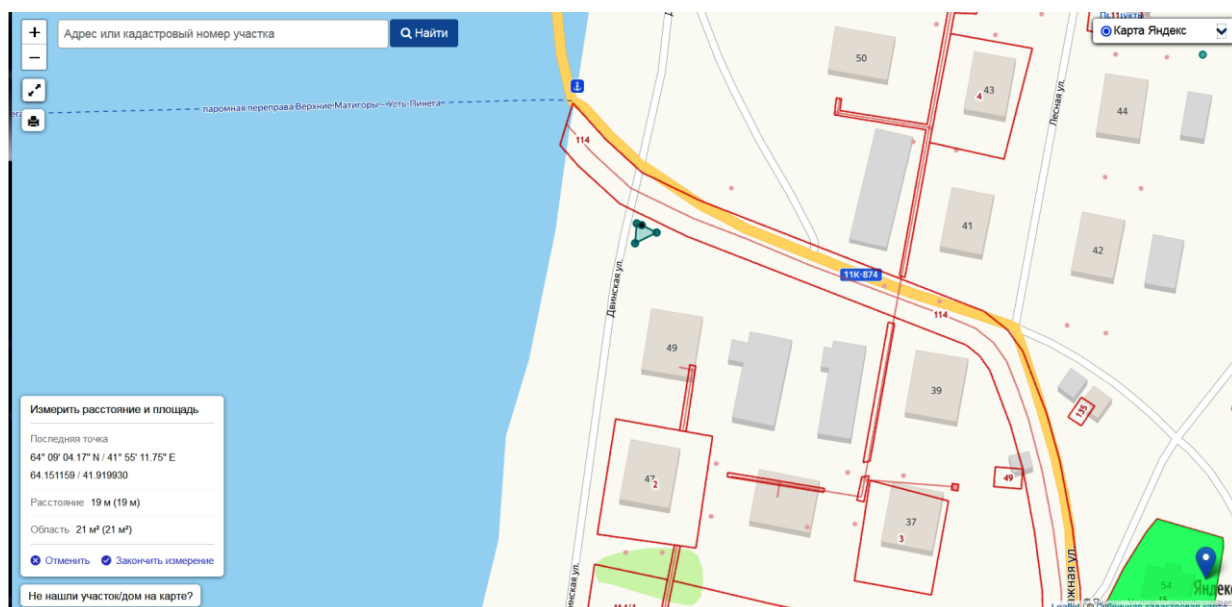 +
Адрес или кадастровый номер участка
Найти
−
Карта Яндекс
паромная переправа Верхние Матигоры - Усть-Пинега
50
4
43
44
Лесная ул.
114
41
42
Двинская ул.
11К-874
114
49
39
135
Измерить расстояние и площадь
Последняя точка
64° 09' 04.17" N / 41° 55' 11.75" E
64.151159 / 41.919930
Расстояние 19 м (19 м)
Область 21 м² (21 м²)
Отменить
Закончить измерение
47
2
49
37
3
54
15
Двинская ул.
Не нашли участок/дом на карте?